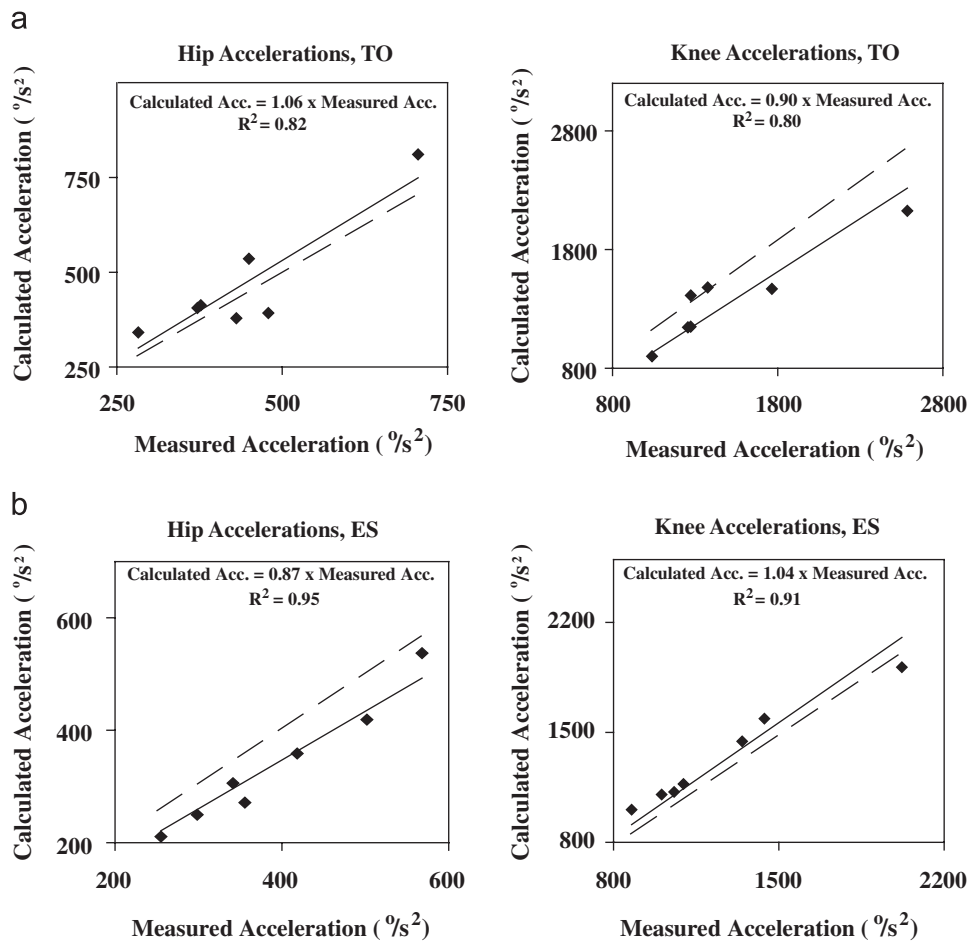 a
Hip Accelerations, TO
Calculated Acceleration ( º/s²)
Calculated Acc. = 1.06 x Measured Acc.
R² = 0.82
750
500
250
250 500 750
Measured Acceleration ( º/s²)
Knee Accelerations, TO
Calculated Acceleration ( º/s²)
Calculated Acc. = 0.90 x Measured Acc.
R² = 0.80
2800
1800
800
800 1800 2800
Measured Acceleration ( º/s²)
b
Hip Accelerations, ES
Calculated Acceleration ( º/s²)
Calculated Acc. = 0.87 x Measured Acc.
R² = 0.95
600
400
200
200 400 600
Measured Acceleration ( º/s²)
Knee Accelerations, ES
Calculated Acceleration ( º/s²)
Calculated Acc. = 1.04 x Measured Acc.
R² = 0.91
2200
1500
800
800 1500 2200
Measured Acceleration ( º/s²)